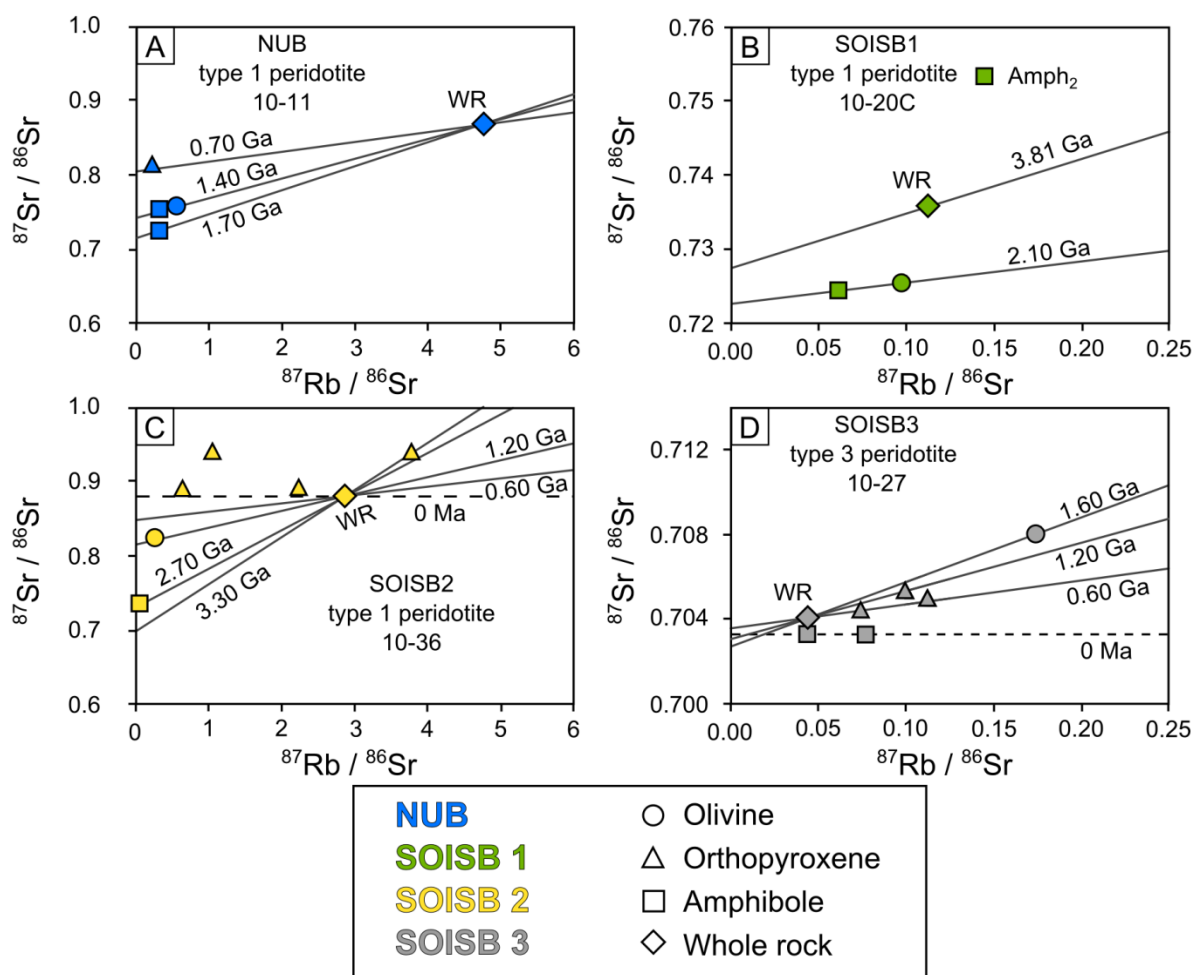 A
NUB
type 1 peridotite
10-11
WR
0.70 Ga
1.40 Ga
1.70 Ga
1.0
0.9
0.8
0.7
0.6
87Sr / 86Sr
0 1 2 3 4 5 6
87Rb / 86Sr
B
SOISB1
type 1 peridotite
10-20C
Amph2
3.81 Ga
WR
2.10 Ga
0.76
0.75
0.74
0.73
0.72
87Sr / 86Sr
0.00 0.05 0.10 0.15 0.20 0.25
87Rb / 86Sr
C
1.20 Ga
0.60 Ga
WR
0 Ma
2.70 Ga
3.30 Ga
SOISB2
type 1 peridotite
10-36
1.0
0.9
0.8
0.7
0.6
87Sr / 86Sr
0 1 2 3 4 5 6
87Rb / 86Sr
D
SOISB3
type 3 peridotite
10-27
1.60 Ga
1.20 Ga
0.60 Ga
WR
0 Ma
0.712
0.708
0.704
0.700
87Sr / 86Sr
0.00 0.05 0.10 0.15 0.20 0.25
87Rb / 86Sr
NUB
SOISB 1
SOISB 2
SOISB 3
Olivine
Orthopyroxene
Amphibole
Whole rock